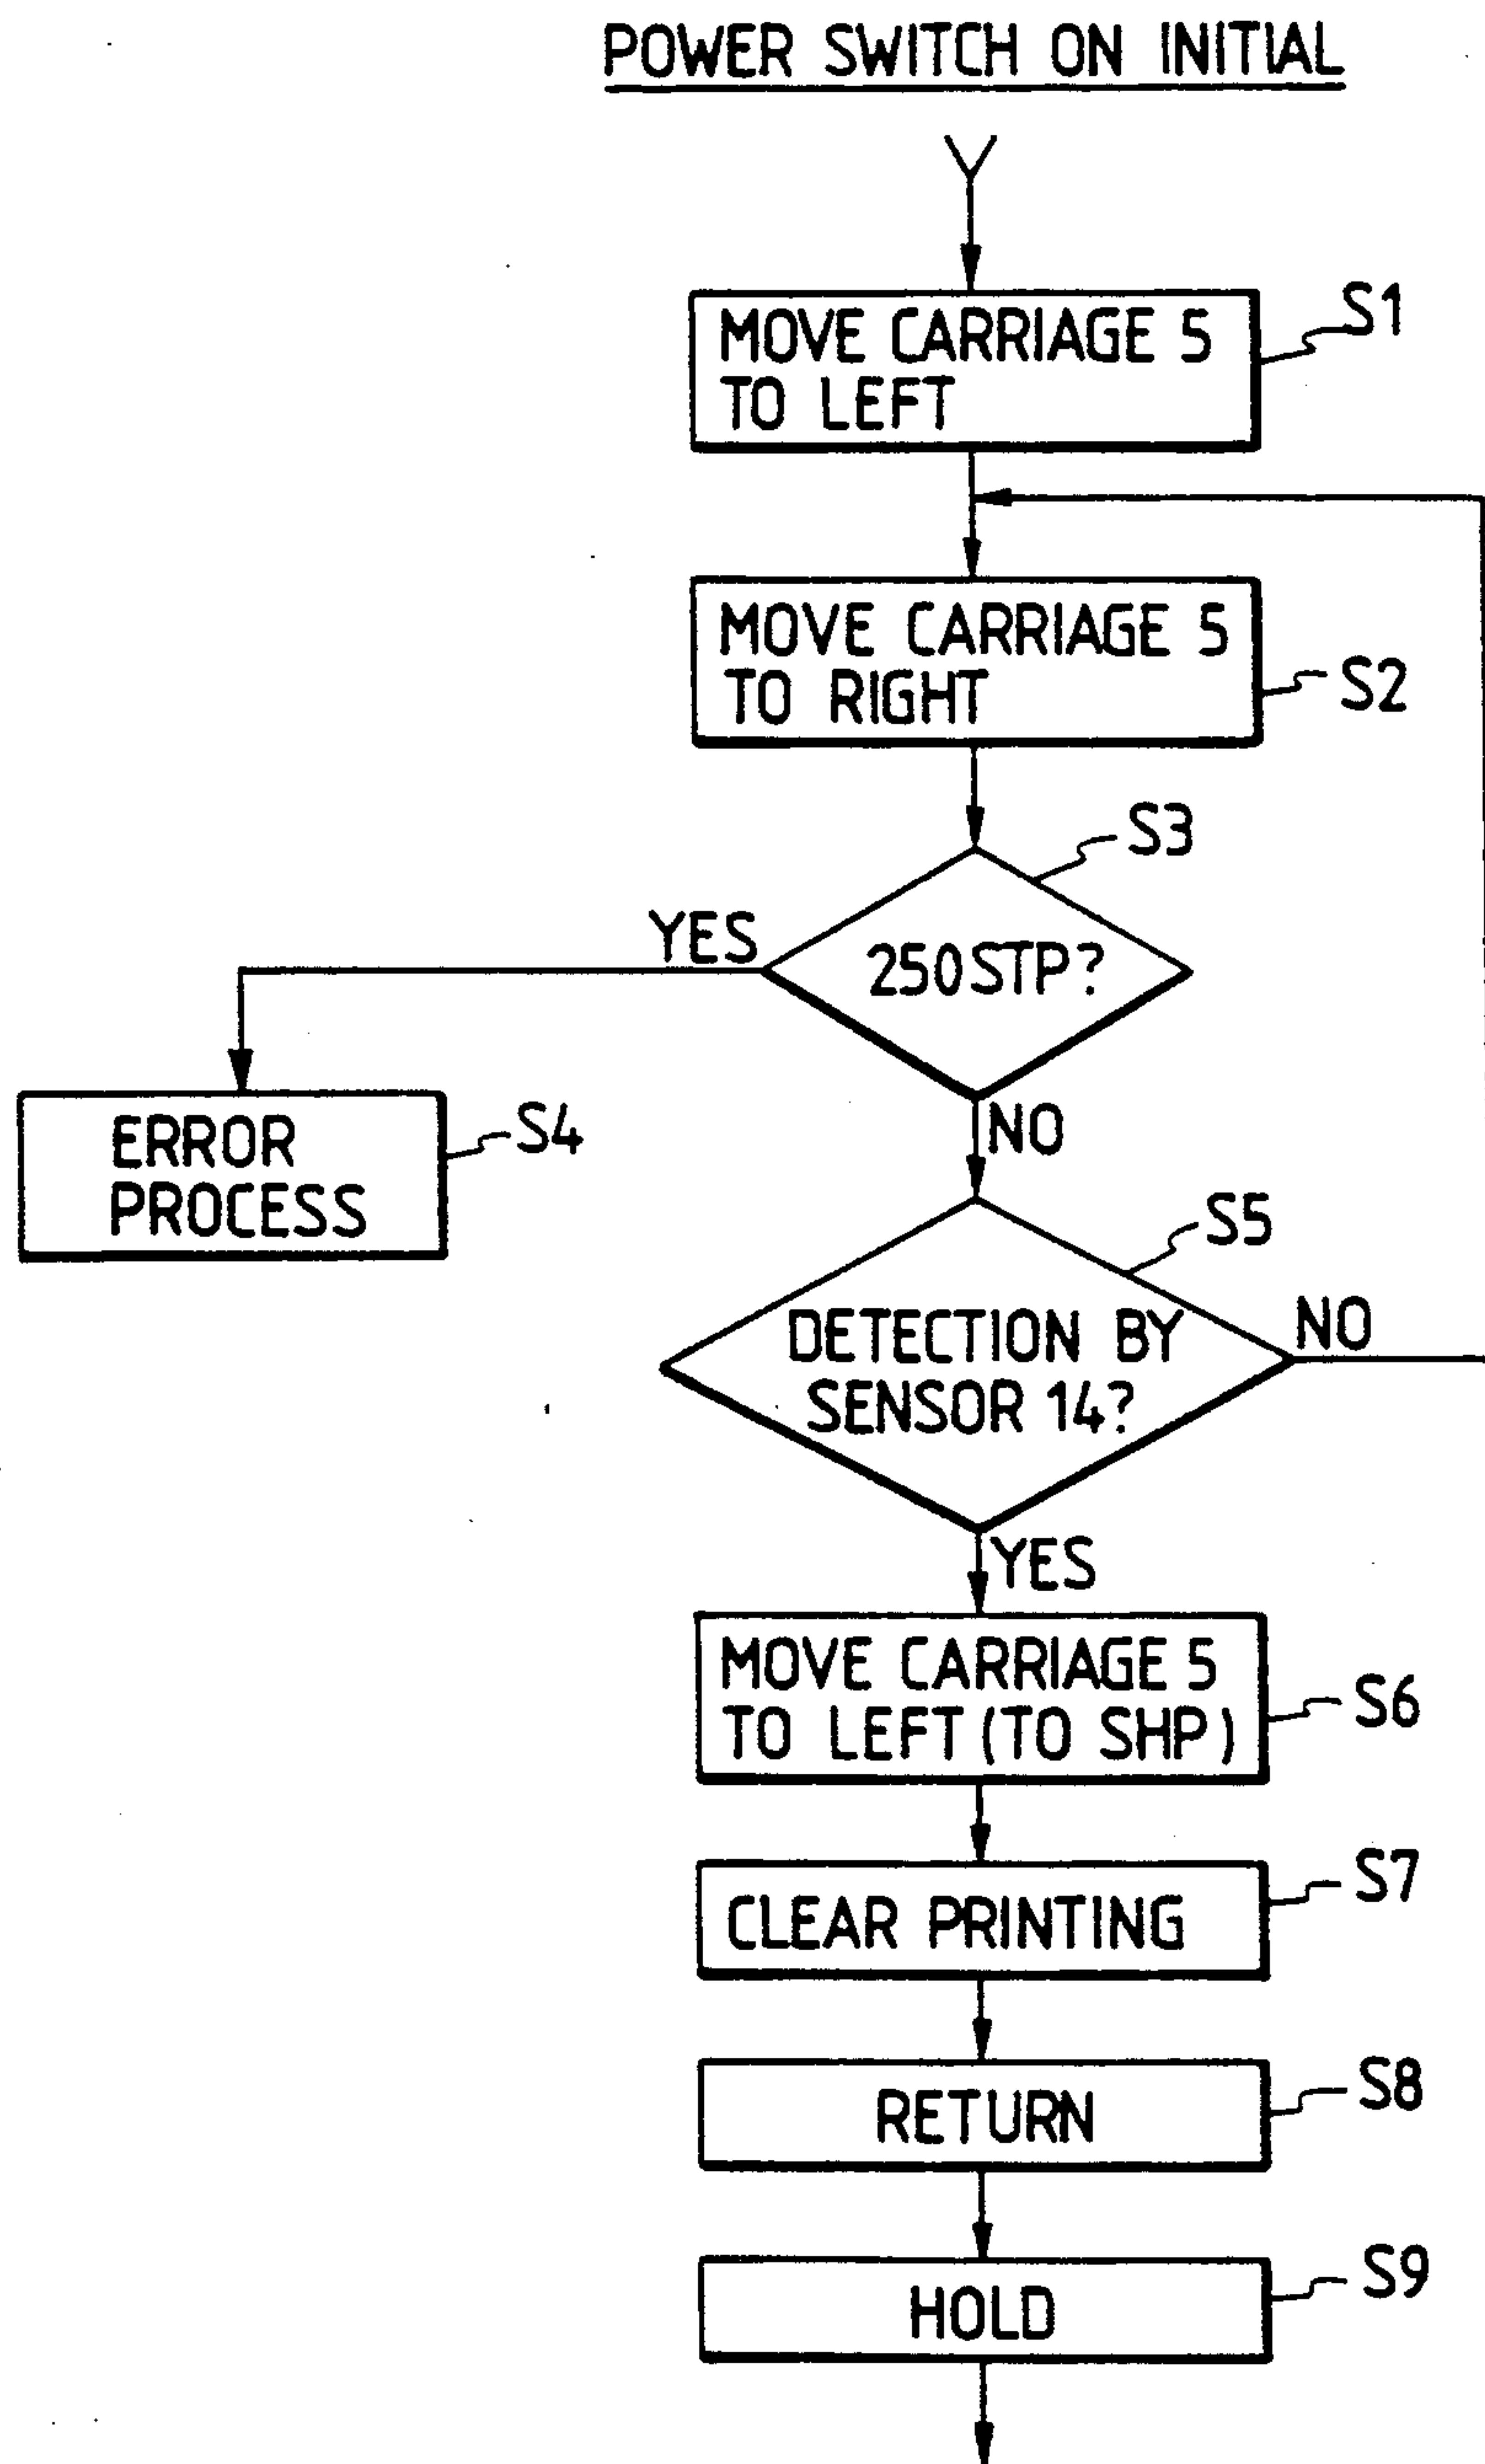 POWER SWITCH ON INITIAL
MOVE CARRIAGE 5
TO LEFT
S1
MOVE CARRIAGE 5
TO RIGHT
S2
S3
YES
250STP?
ERROR
PROCESS
S4
NO
S5
DETECTION BY
SENSOR 14?
NO
YES
MOVE CARRIAGE 5
TO LEFT (TO SHP)
S6
CLEAR PRINTING
S7
RETURN
S8
HOLD
S9